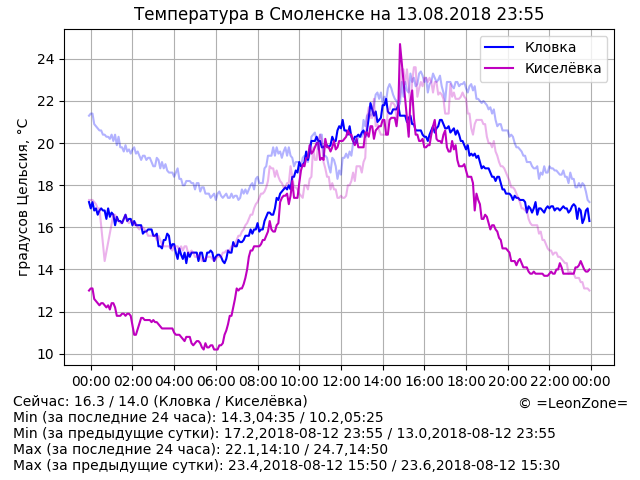 Температура в Смоленске на 13.08.2018 23:55
градусов Цельсия, °C
24
22
20
18
16
14
12
10
Кловка
Киселёвка
00:00 02:00 04:00 06:00 08:00 10:00 12:00 14:00 16:00 18:00 20:00 22:00 00:00
Сейчас: 16.3 / 14.0 (Кловка / Киселёвка)
© =LeonZone=
Min (за последние 24 часа): 14.3,04:35 / 10.2,05:25
Min (за предыдущие сутки): 17.2,2018-08-12 23:55 / 13.0,2018-08-12 23:55
Max (за последние 24 часа): 22.1,14:10 / 24.7,14:50
Max (за предыдущие сутки): 23.4,2018-08-12 15:50 / 23.6,2018-08-12 15:30